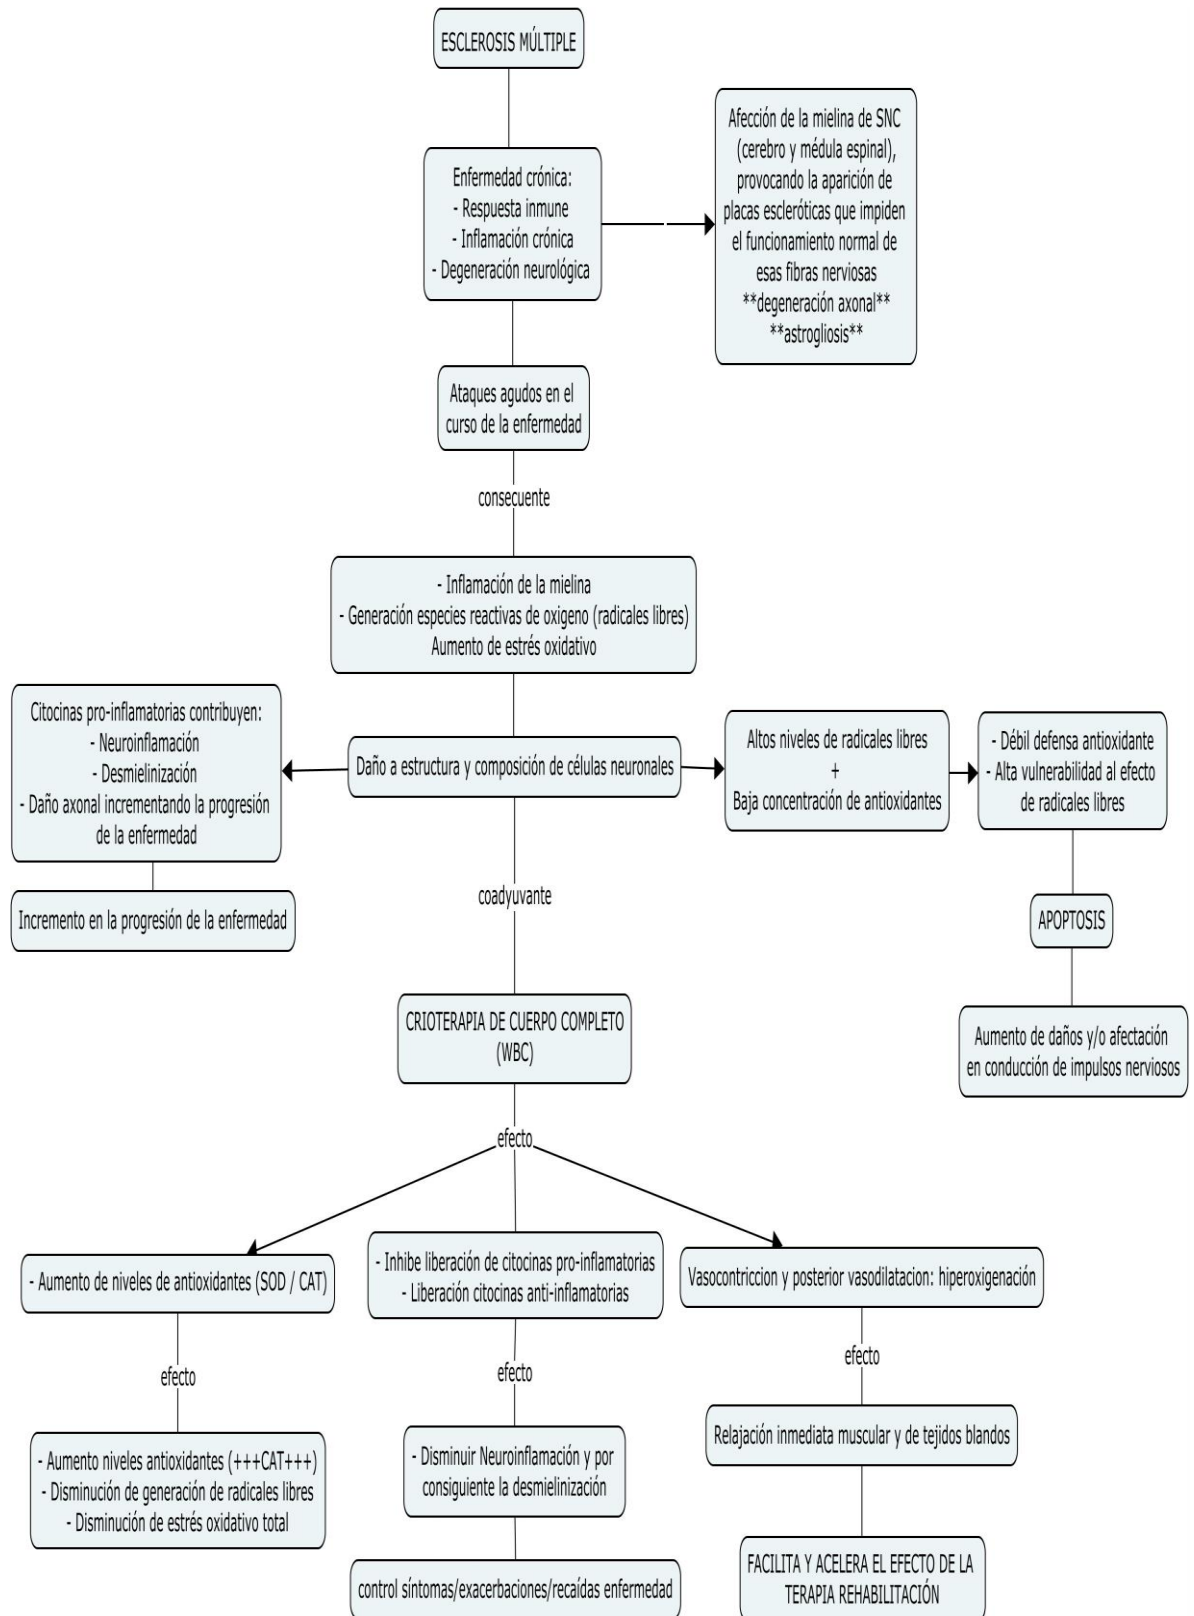 ESCLEROSIS MÚLTIPLE
Enfermedad crónica:
- Respuesta inmune
- Inflamación crónica
- Degeneración neurológica
Afección de la mielina de SNC
(cerebro y médula espinal),
provocando la aparición de
placas escleróticas que impiden
el funcionamiento normal de
esas fibras nerviosas
**degeneración axonal**
**astrogliosis**
Ataques agudos en el
curso de la enfermedad
consecuente
- Inflamación de la mielina
- Generación especies reactivas de oxigeno (radicales libres)
Aumento de estrés oxidativo
Citocinas pro-inflamatorias contribuyen:
- Neuroinflamación
- Desmielinización
- Daño axonal incrementando la progresión
de la enfermedad
Incremento en la progresión de la enfermedad
Daño a estructura y composición de células neuronales
Altos niveles de radicales libres
+
Baja concentración de antioxidantes
- Débil defensa antioxidante
- Alta vulnerabilidad al efecto
de radicales libres
APOPTOSIS
Aumento de daños y/o afectación
en conducción de impulsos nerviosos
coadyuvante
CRIOTERAPIA DE CUERPO COMPLETO
(WBC)
efecto
- Aumento de niveles de antioxidantes (SOD / CAT)
efecto
- Aumento niveles antioxidantes (+++CAT+++)
- Disminución de generación de radicales libres
- Disminución de estrés oxidativo total
- Inhibe liberación de citocinas pro-inflamatorias
- Liberación citocinas anti-inflamatorias
efecto
- Disminuir Neuroinflamación y por
consiguiente la desmielinización
control síntomas/exacerbaciones/recaídas enfermedad
Vasocontriccion y posterior vasodilatacion: hiperoxigenación
efecto
Relajación inmediata muscular y de tejidos blandos
FACILITA Y ACELERA EL EFECTO DE LA
TERAPIA REHABILITACIÓN